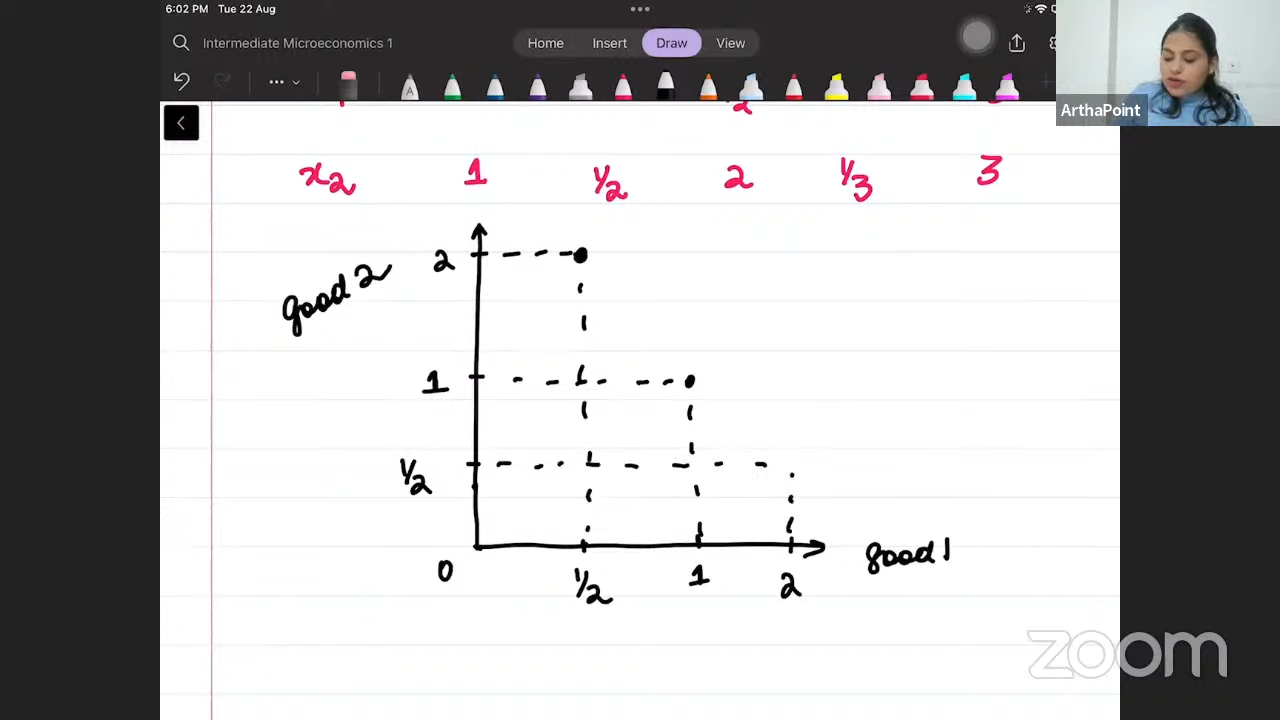 6:02 PM Tue 22 Aug
Intermediate Microeconomics 1
Home Insert Draw View
A
ArthaPoint
x2 1 1/2 2 1/3 3
good 2
2
1
1/2
0 1/2 1 2
good 1
zoom